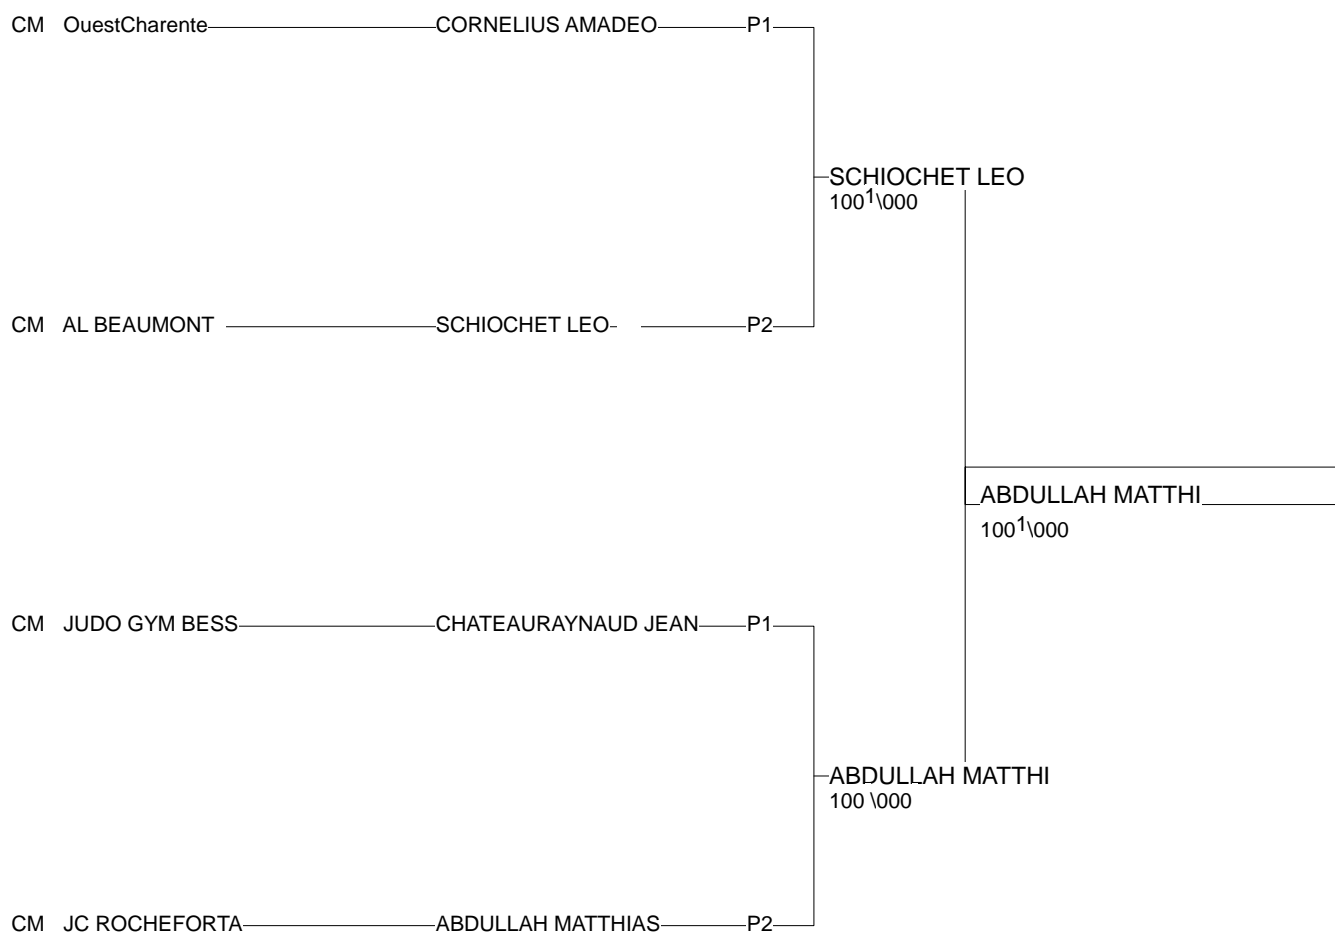 CM OuestCharente CORNELIUS AMADEO P1
SCHIOCHET LEO
100¹\000
CM AL BEAUMONT SCHIOCHET LEO P2
ABDULLAH MATTHI
100¹\000
CM JUDO GYM BESS CHATEAURAYNAUD JEAN P1
ABDULLAH MATTHI
100 \000
CM JC ROCHEFORTA ABDULLAH MATTHIAS P2